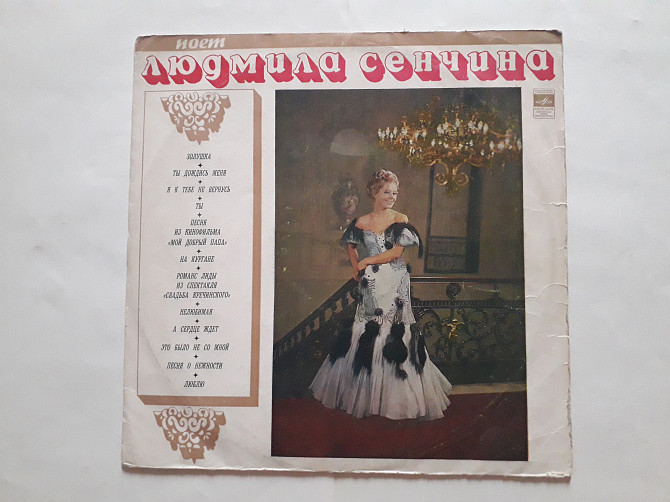 поет
ЛЮДМИЛА СЕНЧИНА
ЗОЛУШКА
ТЫ ДОЖДИСЬ МЕНЯ
Я К ТЕБЕ НЕ ВЕРНУСЬ
ТЫ
ПЕСНЯ
ИЗ КИНОФИЛЬМА
«МОЙ ДОБРЫЙ ПАПА»
НА КУРГАНЕ
РОМАНС ЛИДЫ
ИЗ СПЕКТАКЛЯ
«СВАДЬБА КРЕЧИНСКОГО»
НЕЛЮБИМАЯ
А СЕРДЦЕ ЖДЕТ
ЭТО БЫЛО НЕ СО МНОЙ
ПЕСНЯ О НЕЖНОСТИ
ЛЮБЛЮ